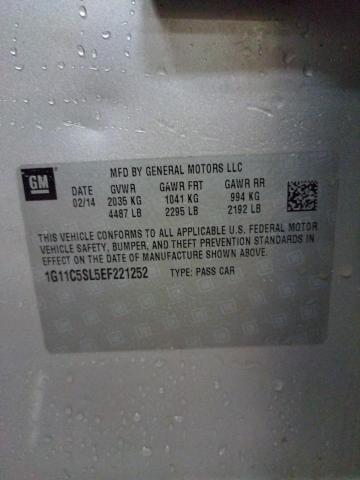 MFD BY GENERAL MOTORS LLC
GM
DATE GVWR GAWR FRT GAWR RR
02/14 2035 KG 1041 KG 994 KG
4487 LB 2295 LB 2192 LB
THIS VEHICLE CONFORMS TO ALL APPLICABLE U.S. FEDERAL MOTOR
VEHICLE SAFETY, BUMPER, AND THEFT PREVENTION STANDARDS IN
EFFECT ON THE DATE OF MANUFACTURE SHOWN ABOVE.
1G11C5SL5EF221252 TYPE: PASS CAR